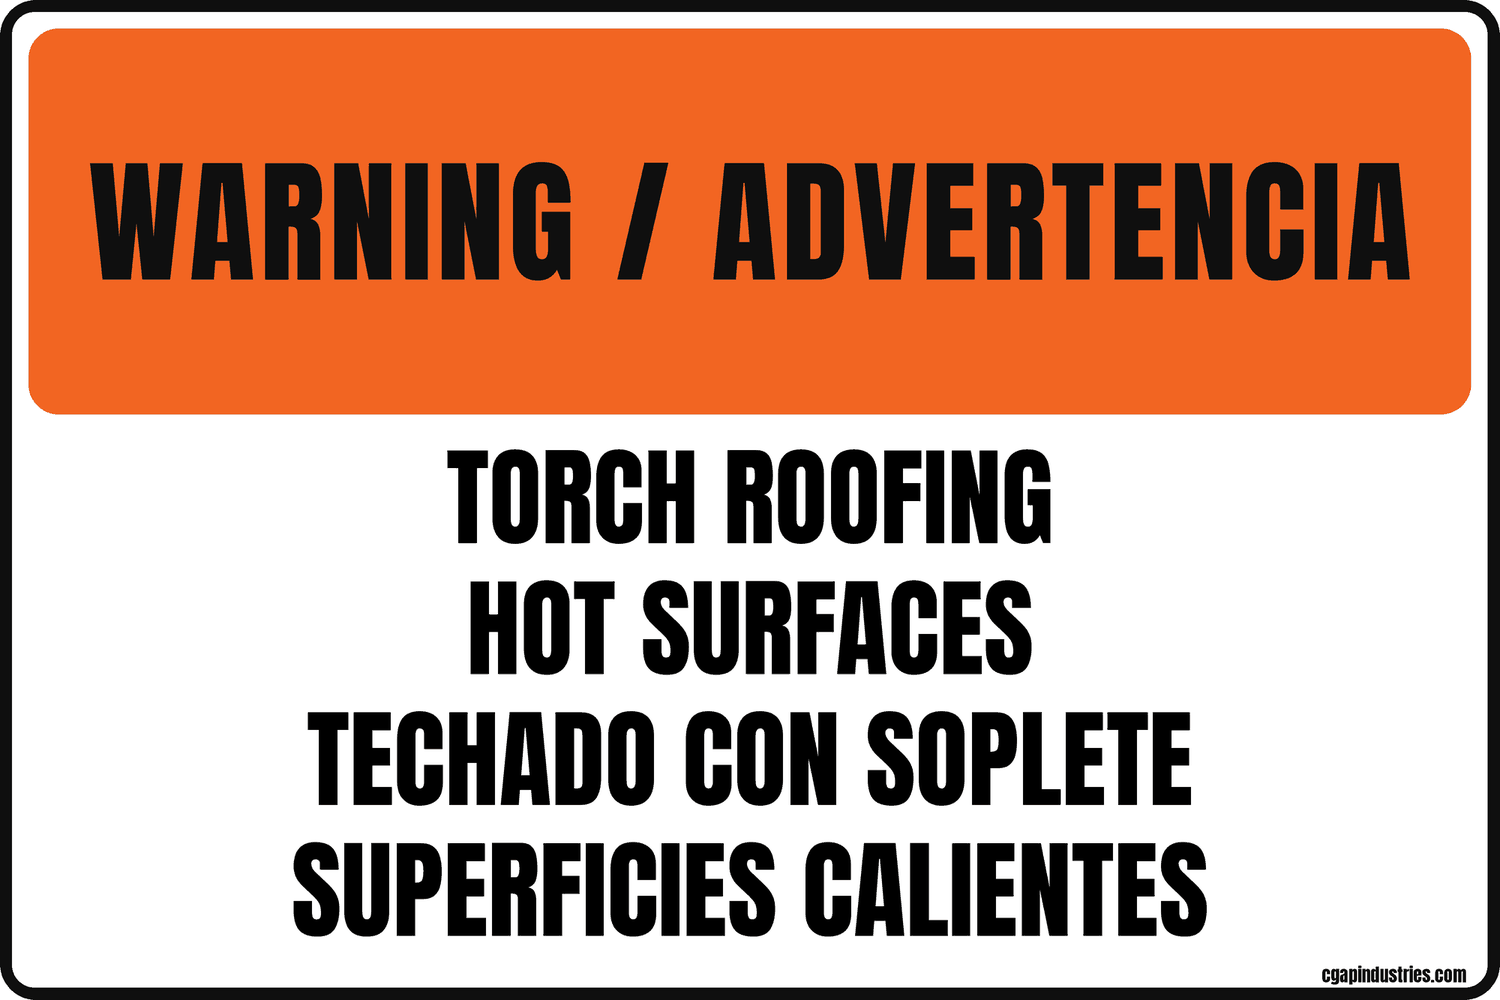 WARNING / ADVERTENCIA
TORCH ROOFING
HOT SURFACES
TECHADO CON SOPLETE
SUPERFICIES CALIENTES
cgapindustries.com